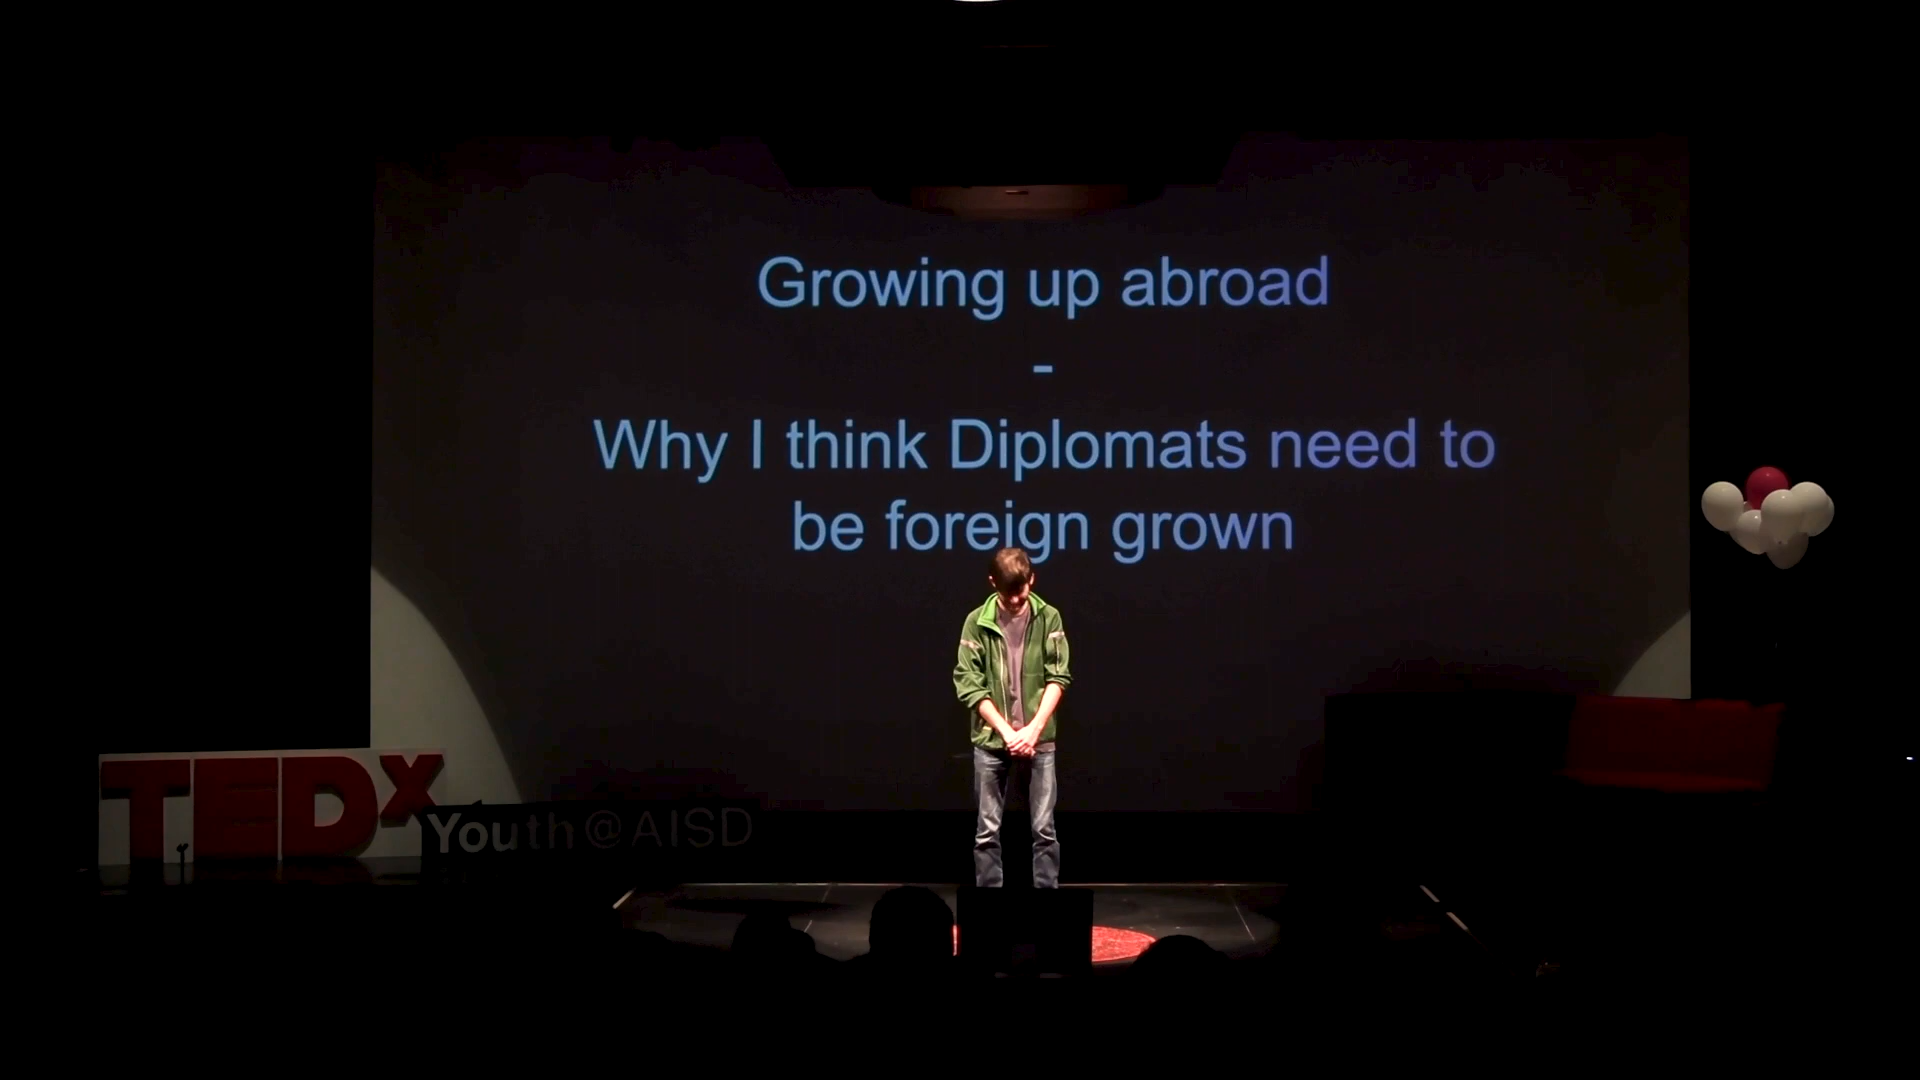 Growing up abroad
-
Why I think Diplomats need to
be foreign grown
TEDx
Youth@AISD